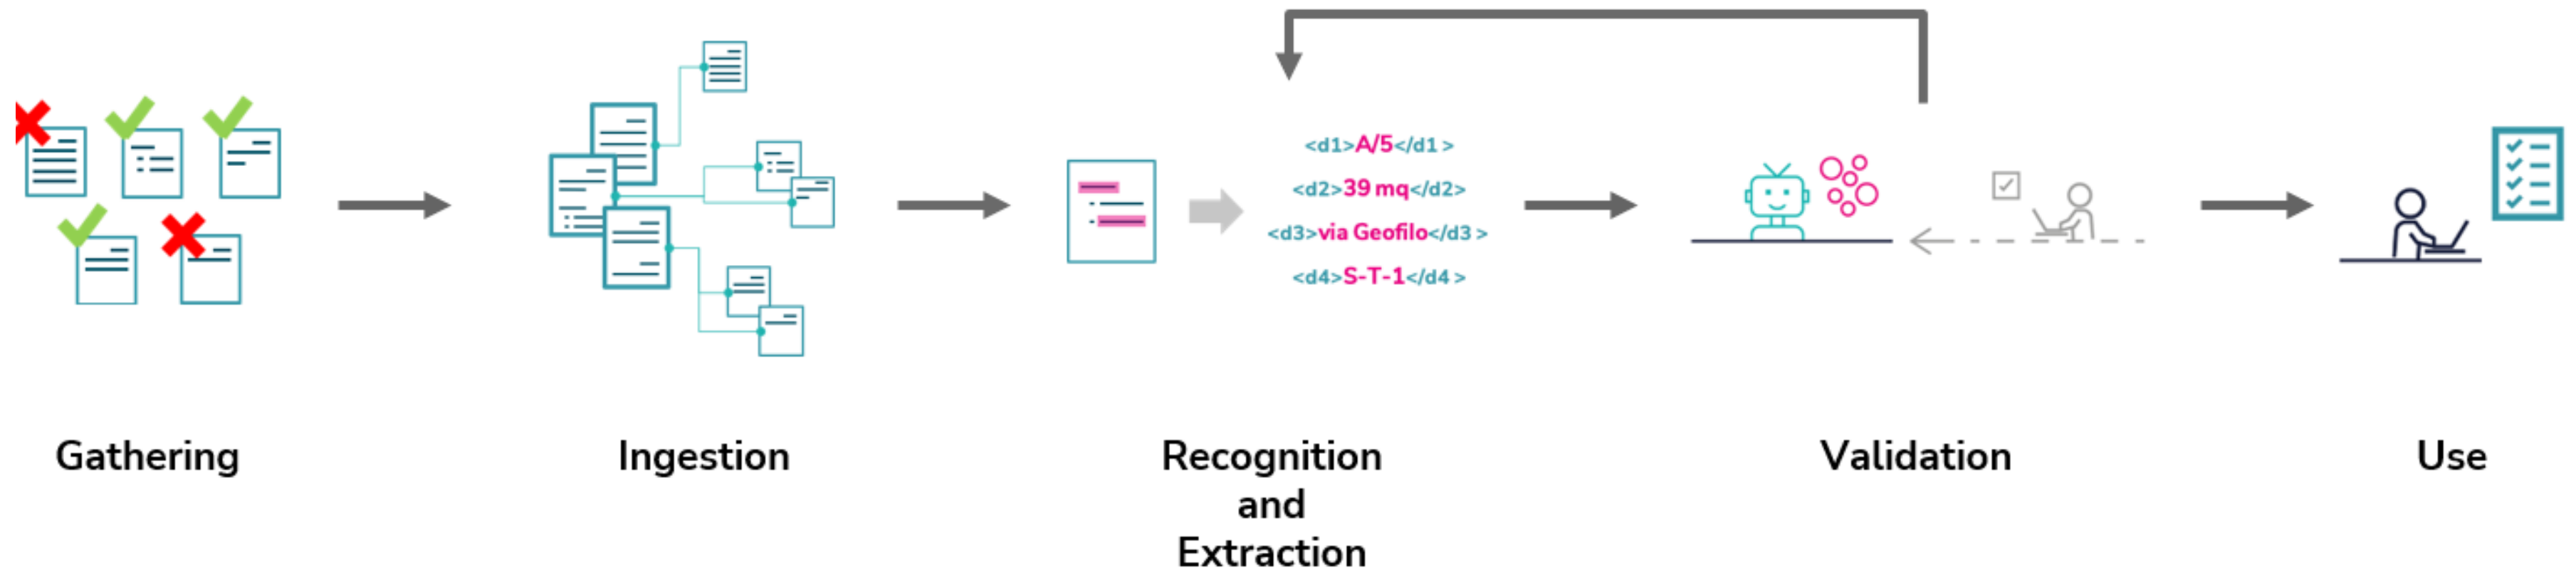 <d1>A/5</d1 >
<d2>39 mq</d2>
<d3>via Geofilo</d3 >
<d4>S-T-1</d4 >
Gathering
Ingestion
Recognition
and
Extraction
Validation
Use